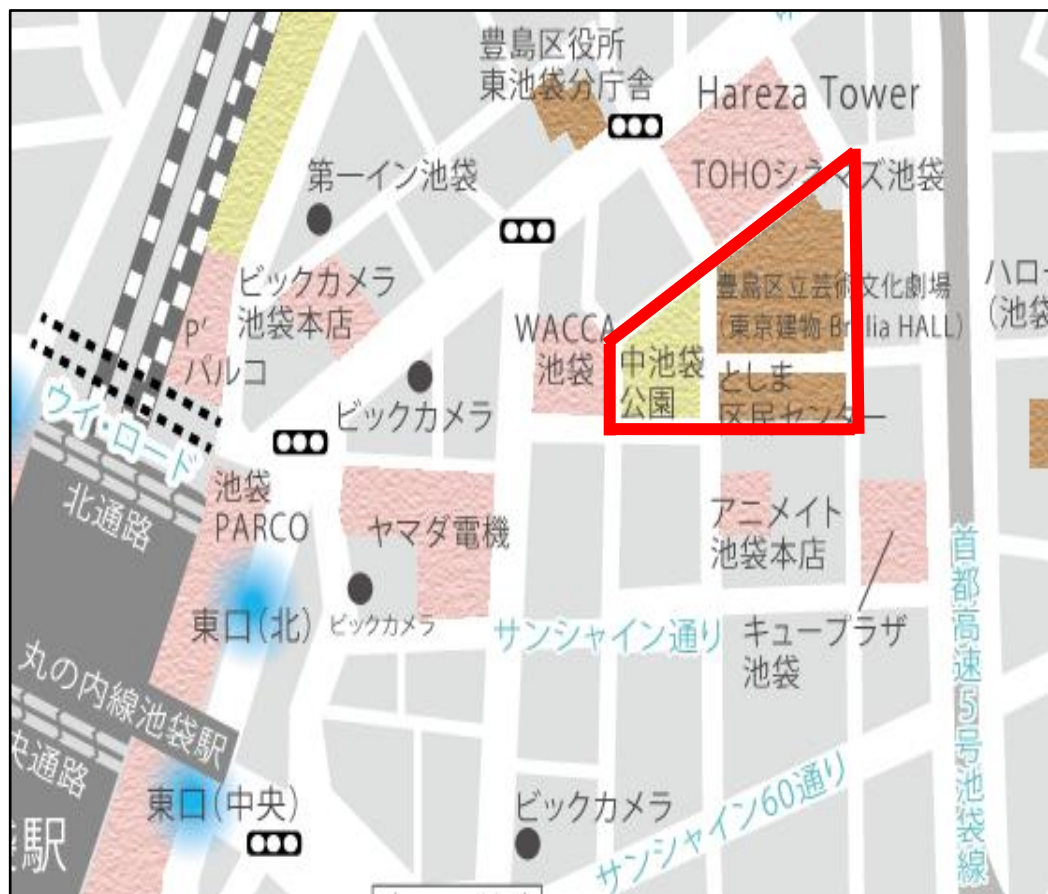 豊島区役所
東池袋分庁舎
Hareza Tower
第一イン池袋
TOHOシネマズ池袋
ビックカメラ
池袋本店
豊島区立芸術文化劇場
(東京建物 Brillia HALL)
ハロー
(池袋
P'
パルコ
WACCA
池袋
中池袋
公園
としま
区民センター
ウイ・ロード
ビックカメラ
北通路
池袋
PARCO
ヤマダ電機
アニメイト
池袋本店
首都高速5号池袋線
東口(北)
ビックカメラ
サンシャイン通り
キュープラザ
池袋
丸の内線池袋駅
央通路
東口(中央)
ビックカメラ
サンシャイン60通り
駅